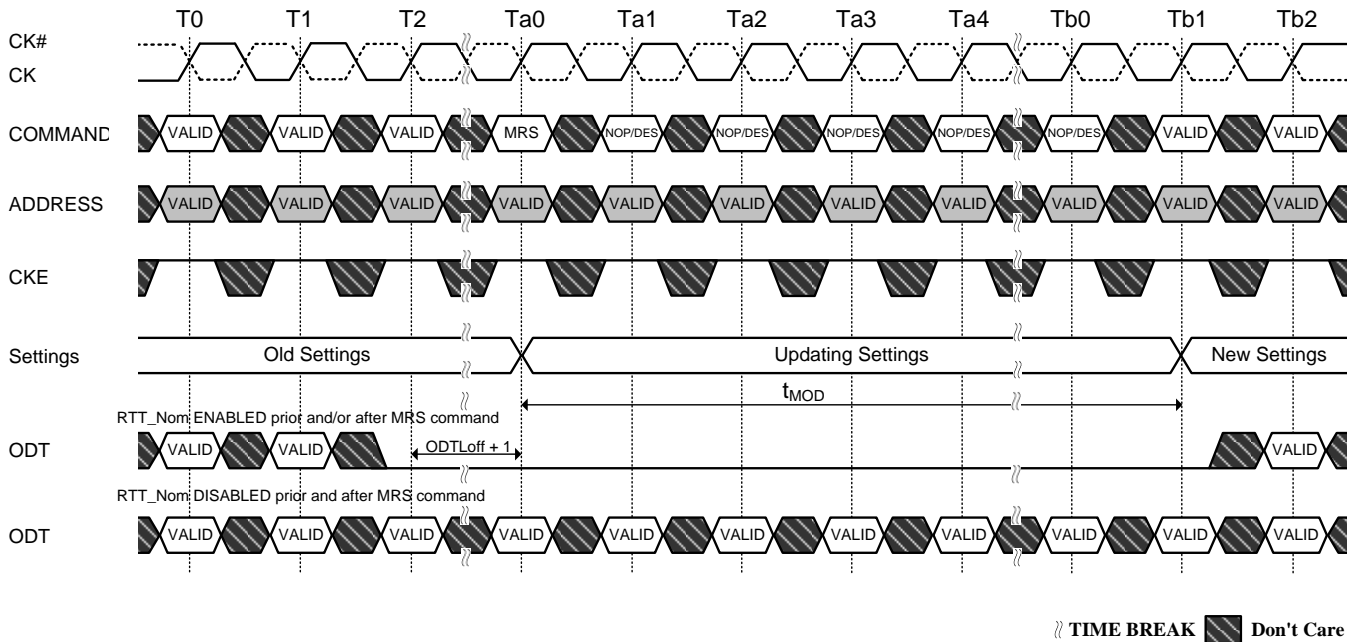 T0 T1 T2 Ta0 Ta1 Ta2 Ta3 Ta4 Tb0 Tb1 Tb2
CK#
CK
COMMAND VALID VALID VALID MRS NOP/DES NOP/DES NOP/DES NOP/DES NOP/DES VALID VALID
ADDRESS VALID VALID VALID VALID VALID VALID VALID VALID VALID VALID VALID
CKE
Settings Old Settings Updating Settings New Settings
tMOD
RTT_Nom ENABLED prior and/or after MRS command
ODT VALID VALID ODTLoff + 1 VALID
RTT_Nom DISABLED prior and after MRS command
ODT VALID VALID VALID VALID VALID VALID VALID VALID VALID VALID VALID
TIME BREAK Don't Care